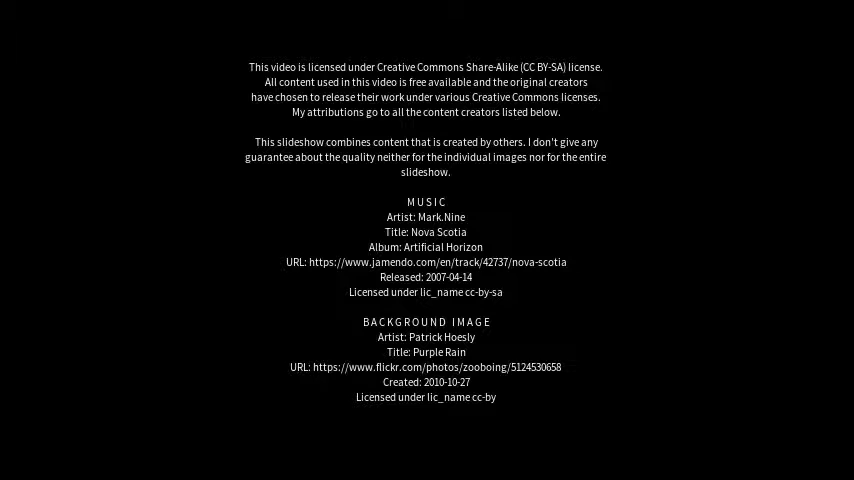 This video is licensed under Creative Commons Share-Alike (CC BY-SA) license.
All content used in this video is free available and the original creators
have chosen to release their work under various Creative Commons licenses.
My attributions go to all the content creators listed below.
This slideshow combines content that is created by others. I don't give any
guarantee about the quality neither for the individual images nor for the entire
slideshow.
M U S I C
Artist: Mark.Nine
Title: Nova Scotia
Album: Artificial Horizon
URL: https://www.jamendo.com/en/track/42737/nova-scotia
Released: 2007-04-14
Licensed under lic_name cc-by-sa
B A C K G R O U N D   I M A G E
Artist: Patrick Hoesly
Title: Purple Rain
URL: https://www.flickr.com/photos/zooboing/5124530658
Created: 2010-10-27
Licensed under lic_name cc-by